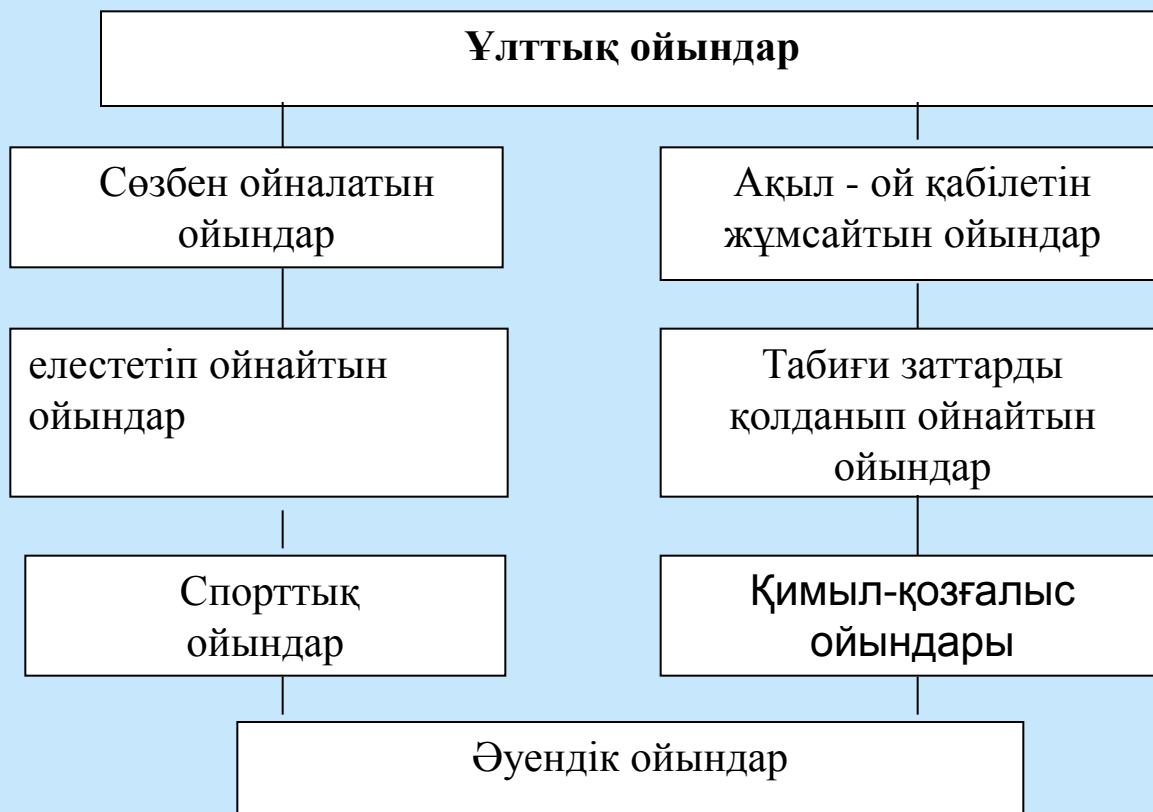 Ұлттық ойындар
Сөзбен ойналатын
ойындар
Ақыл - ой қабілетін
жұмсайтын ойындар
елестетіп ойнайтын
ойындар
Табиғи заттарды
қолданып ойнайтын
ойындар
Спорттық
ойындар
Қимыл-қозғалыс
ойындары
Әуендік ойындар